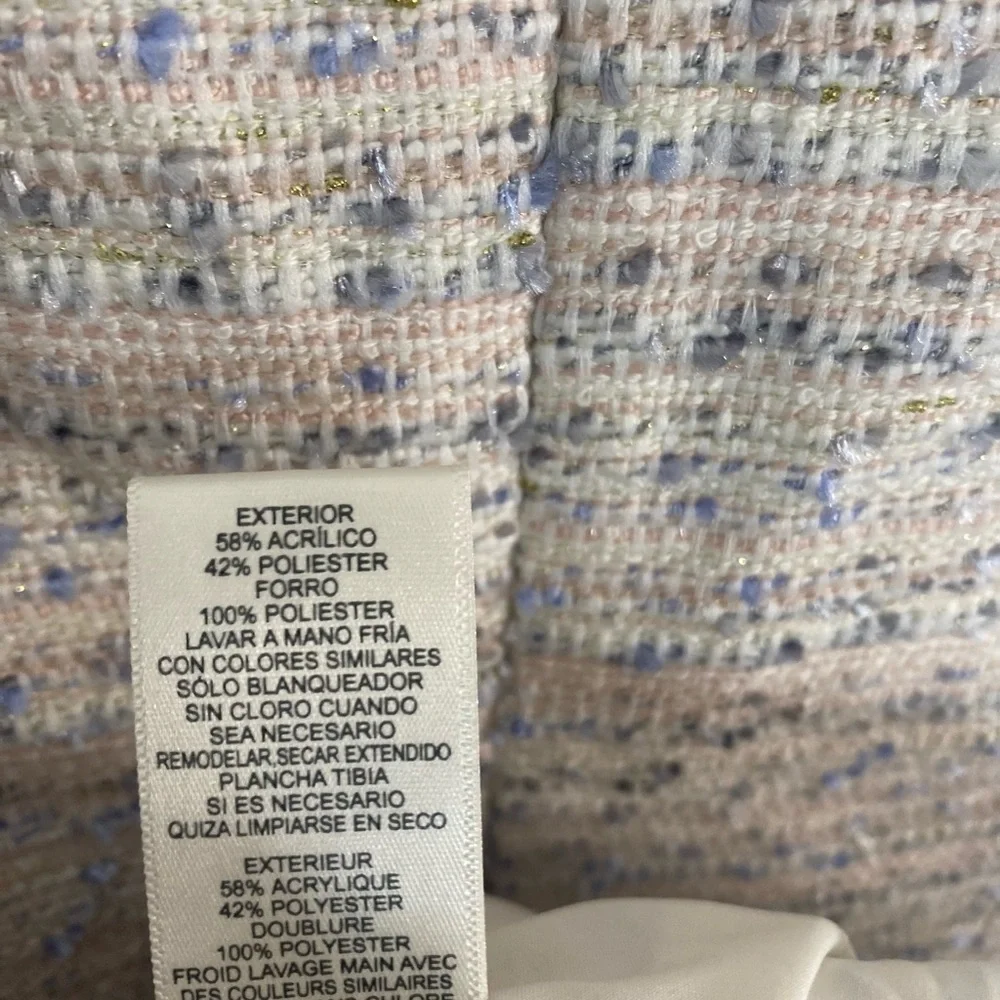 EXTERIOR
58% ACRÍLICO
42% POLIESTER
FORRO
100% POLIESTER
LAVAR A MANO FRÍA
CON COLORES SIMILARES
SÓLO BLANQUEADOR
SIN CLORO CUANDO
SEA NECESARIO
REMODELAR,SECAR EXTENDIDO
PLANCHA TIBIA
SI ES NECESARIO
QUIZA LIMPIARSE EN SECO
EXTERIEUR
58% ACRYLIQUE
42% POLYESTER
DOUBLURE
100% POLYESTER
FROID LAVAGE MAIN AVEC
DES COULEURS SIMILAIRES
CHLORE